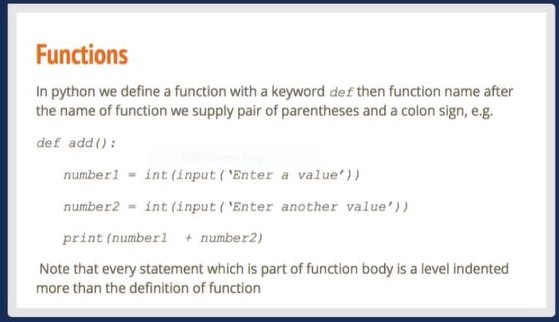 Functions
In python we define a function with a keyword def then function name after
the name of function we supply pair of parentheses and a colon sign, e.g.
def add():
number1 = int(input(‘Enter a value’))
number2 = int(input(‘Enter another value’))
print(number1 + number2)
Note that every statement which is part of function body is a level indented
more than the definition of function